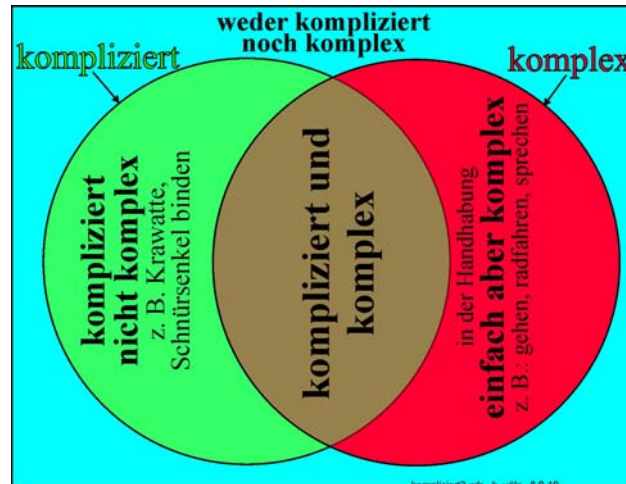 weder kompliziert
noch komplex
kompliziert
komplex
kompliziert
nicht komplex
z. B. Krawatte,
Schnürsenkel binden
kompliziert und
komplex
in der Handhabung
einfach aber komplex
z. B.: gehen, radfahren, sprechen